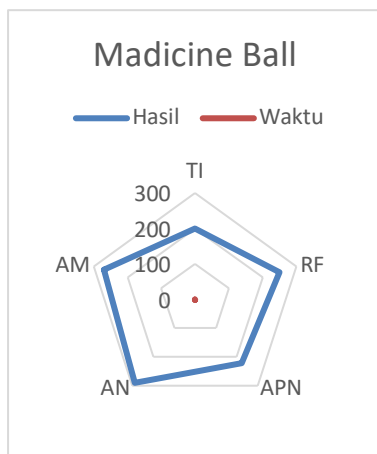 Madicine Ball
Hasil Waktu
TI
300
200
100
0
RF
APN
AN
AM